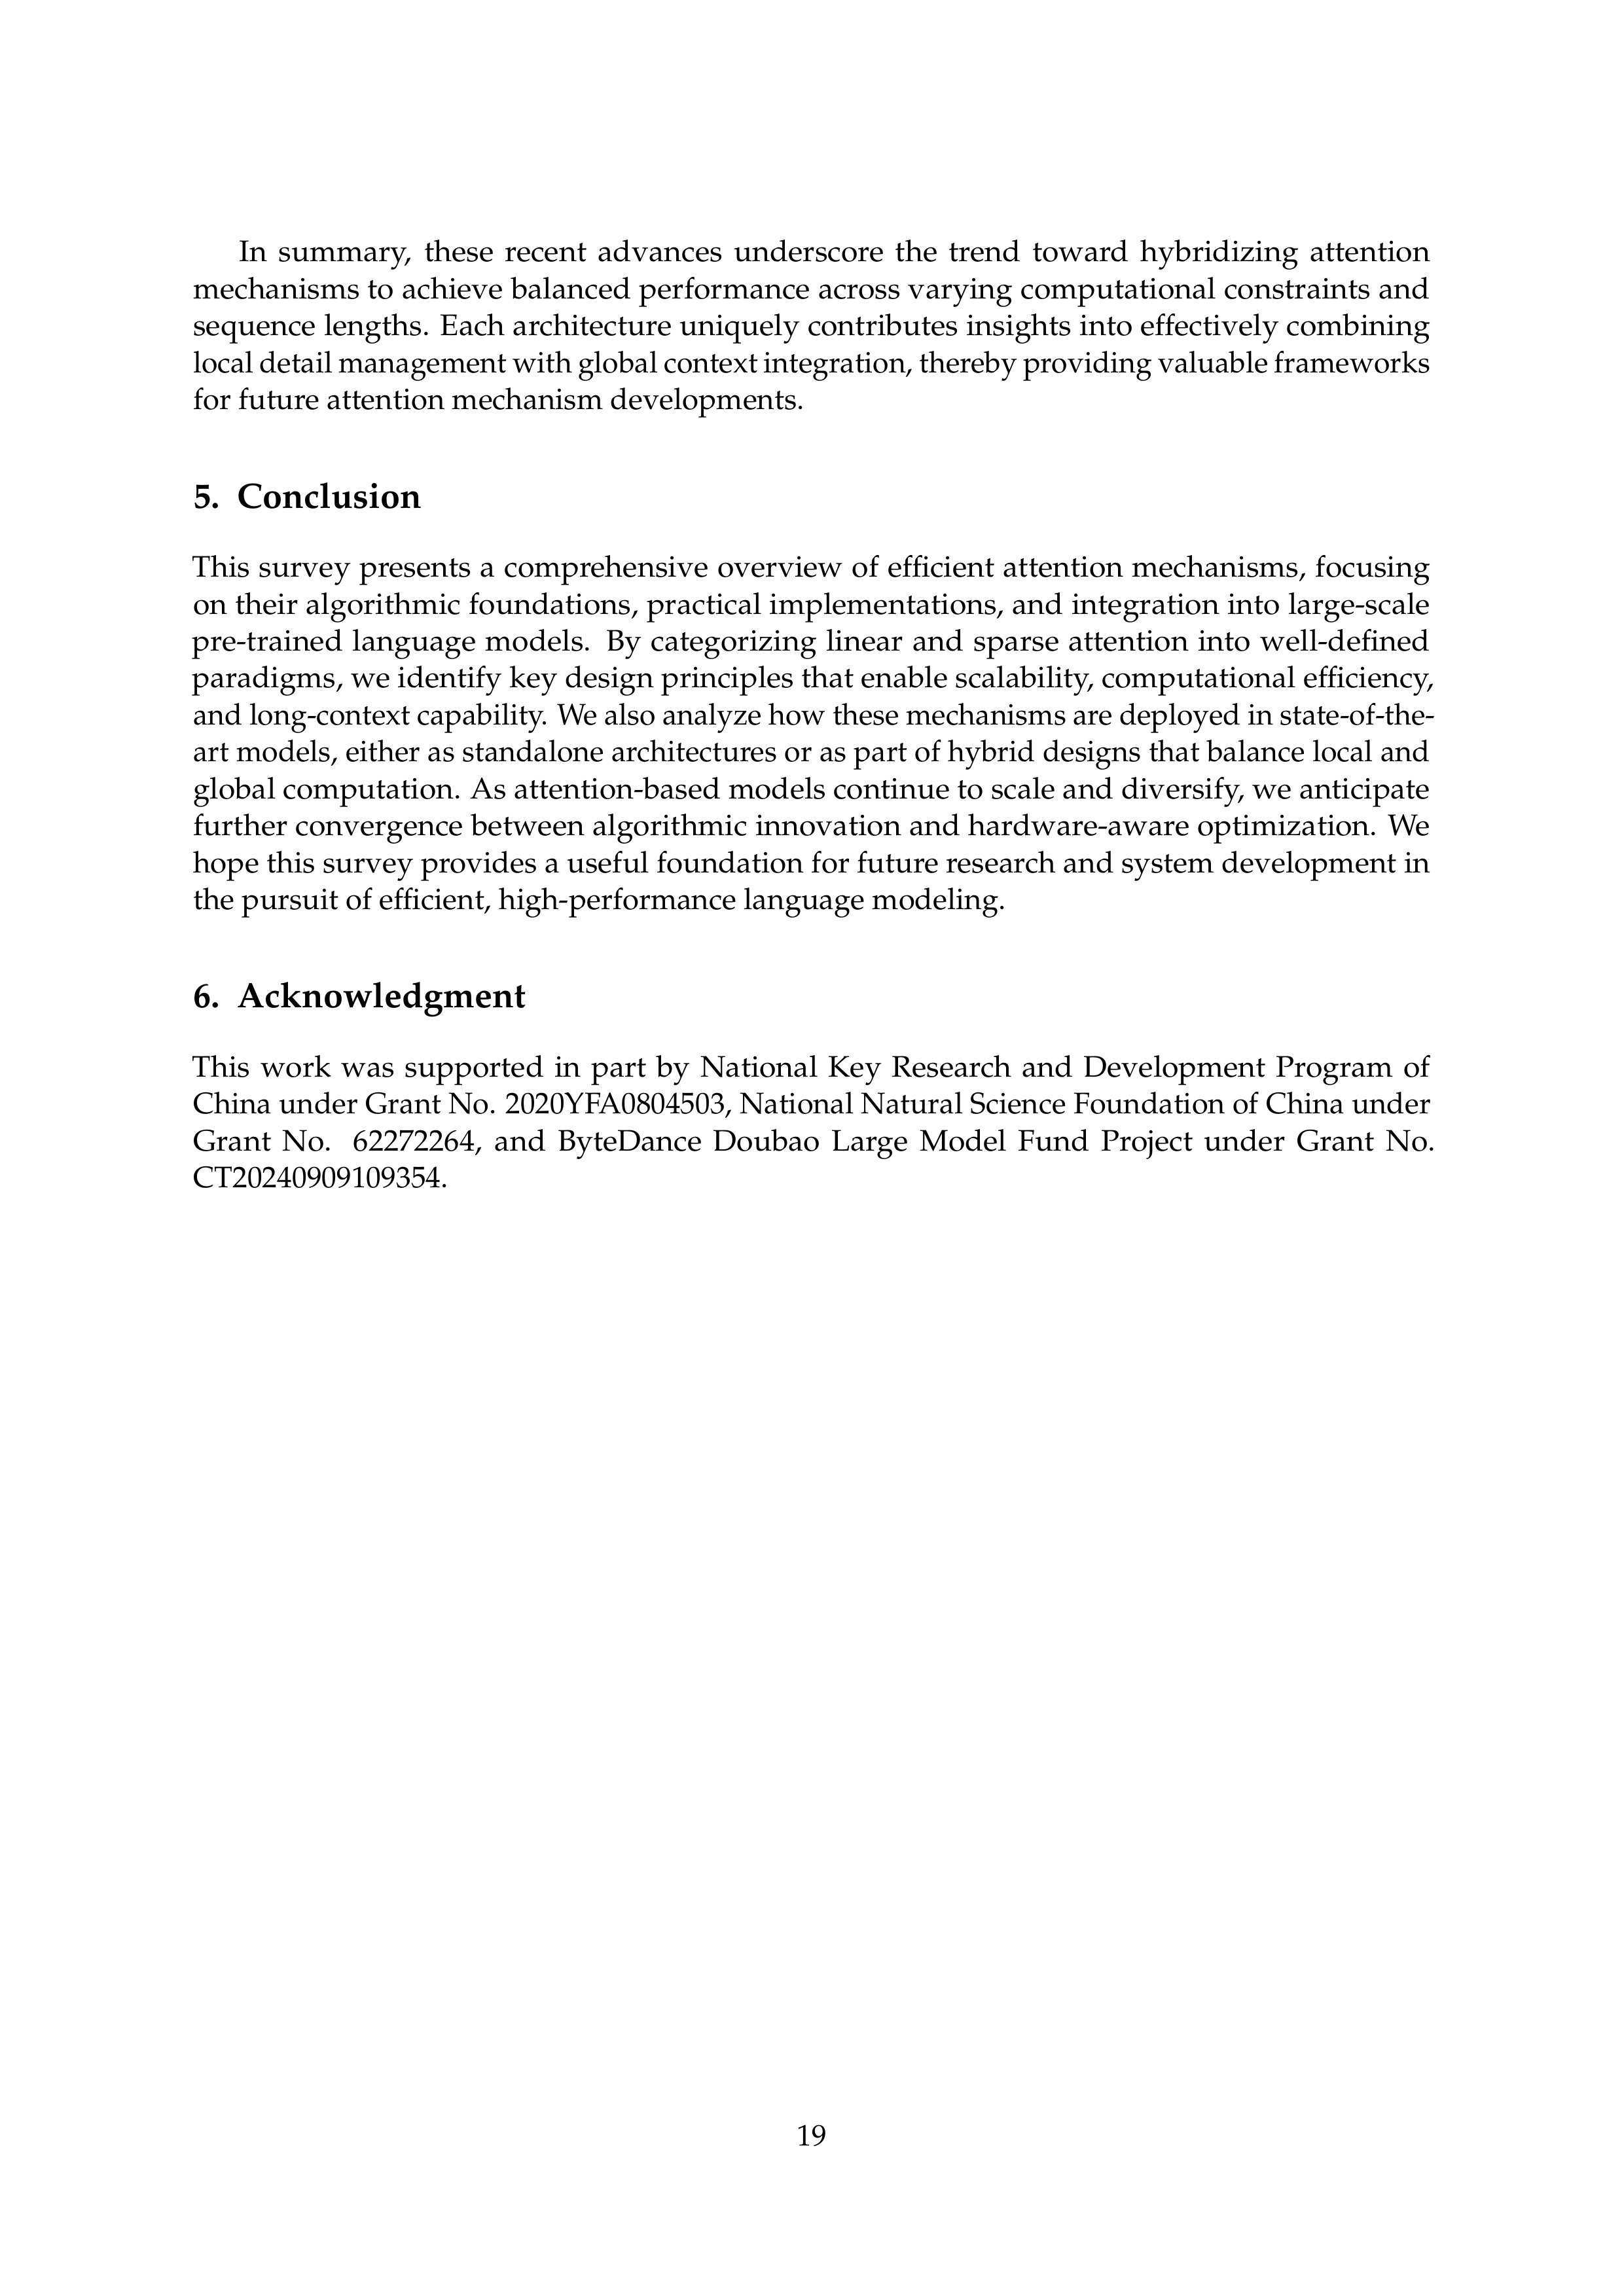 In summary, these recent advances underscore the trend toward hybridizing attention
mechanisms to achieve balanced performance across varying computational constraints and
sequence lengths. Each architecture uniquely contributes insights into effectively combining
local detail management with global context integration, thereby providing valuable frameworks
for future attention mechanism developments.
5. Conclusion
This survey presents a comprehensive overview of efficient attention mechanisms, focusing
on their algorithmic foundations, practical implementations, and integration into large-scale
pre-trained language models. By categorizing linear and sparse attention into well-defined
paradigms, we identify key design principles that enable scalability, computational efficiency,
and long-context capability. We also analyze how these mechanisms are deployed in state-of-the-
art models, either as standalone architectures or as part of hybrid designs that balance local and
global computation. As attention-based models continue to scale and diversify, we anticipate
further convergence between algorithmic innovation and hardware-aware optimization. We
hope this survey provides a useful foundation for future research and system development in
the pursuit of efficient, high-performance language modeling.
6. Acknowledgment
This work was supported in part by National Key Research and Development Program of
China under Grant No. 2020YFA0804503, National Natural Science Foundation of China under
Grant No. 62272264, and ByteDance Doubao Large Model Fund Project under Grant No.
CT20240909109354.
19